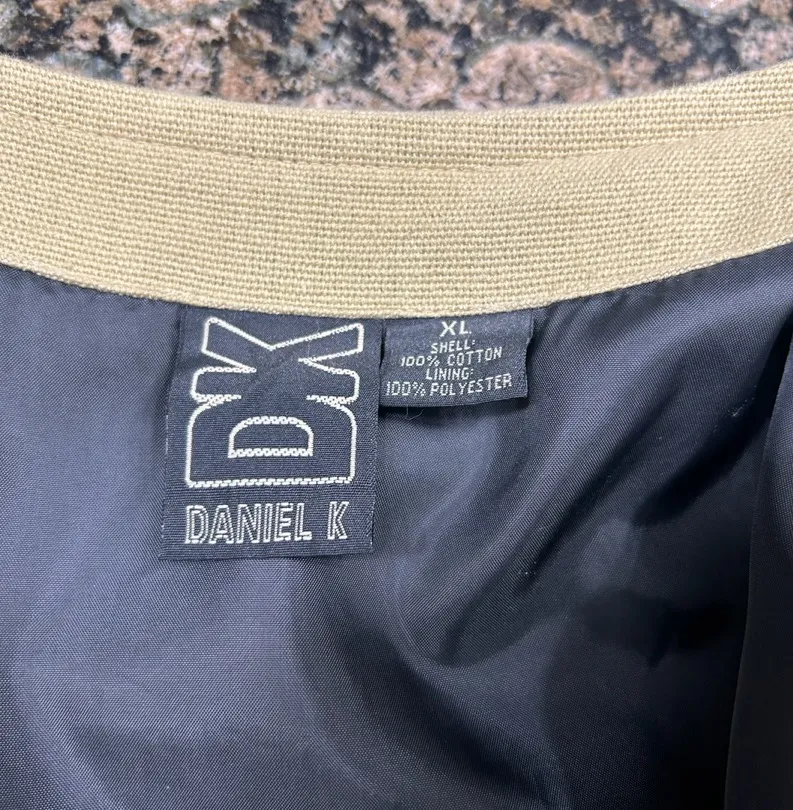 DK
DANIEL K
XL
SHELL:
100% COTTON
LINING:
100% POLYESTER